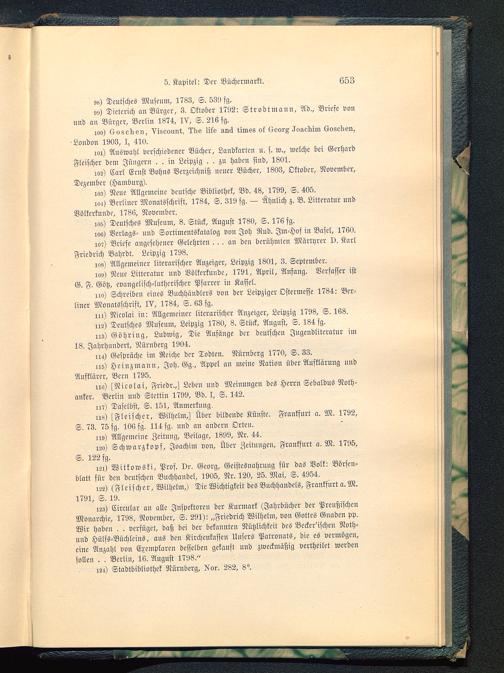 5. Kapitel: Der Büchermarkt. 653
98) Deutsches Museum, 1783, S. 539 fg.
99) Dieterich an Bürger, 3. Oktober 1792: Strodtmann, Ad., Briefe von
und an Bürger, Berlin 1874, IV, S. 216 fg.
100) Goschen, Viscount, The life and times of Georg Joachim Goschen,
London 1903, I, 410.
101) Auswahl verschiedener Bücher, Landkarten u. s. w., welche bei Gerhard
Fleischer dem Jüngern . . in Leipzig . . zu haben sind, 1801.
102) Carl Ernst Bohns Verzeichniß neuer Bücher, 1803, Oktober, November,
Dezember (Hamburg).
103) Neue Allgemeine deutsche Bibliothek, Bd. 48, 1799, S. 405.
104) Berliner Monatsschrift, 1784, S. 319 fg. — Ähnlich z. B. Litteratur und
Völkerkunde, 1786, November.
105) Deutsches Museum, 8. Stück, August 1780, S. 176 fg.
106) Verlags- und Sortimentskatalog von Joh Rud. Im-Hof in Basel, 1760.
107) Briefe angesehener Gelehrten . . . an den berühmten Märtyrer D. Karl
Friedrich Bahrdt. Leipzig 1798.
108) Allgemeiner literarischer Anzeiger, Leipzig 1801, 3. September.
109) Neue Litteratur und Völkerkunde, 1791, April, Anfang. Verfasser ist
G. F. Götz, evangelisch-lutherischer Pfarrer in Kassel.
110) Schreiben eines Buchhändlers von der Leipziger Ostermesse 1784: Ber-
liner Monatsschrift, IV, 1784, S. 63 fg.
111) Nicolai in: Allgemeiner literarischer Anzeiger, Leipzig 1798, S. 168.
112) Deutsches Museum, Leipzig 1780, 8. Stück, August, S. 184 fg.
113) Göhring, Ludwig, Die Anfänge der deutschen Jugendliteratur im
18. Jahrhundert, Nürnberg 1904.
114) Gespräche im Reiche der Todten. Nürnberg 1770, S. 33.
115) Heinzmann, Joh. Gg., Appel an meine Nation über Aufklärung und
Aufklärer, Bern 1795.
116) [Nicolai, Friedr.,] Leben und Meinungen des Herrn Sebaldus Noth-
anker. Berlin und Stettin 1799, Bd. I, S. 142.
117) Daselbst, S. 151, Anmerkung.
118) [Fleischer, Wilhelm,] Über bildende Künste. Frankfurt a. M. 1792,
S. 73. 75 fg. 106 fg. 114 fg. und an andern Orten.
119) Allgemeine Zeitung, Beilage, 1899, Nr. 44.
120) Schwarzkopf, Joachim von, Über Zeitungen, Frankfurt a. M. 1795,
S. 122 fg.
121) Witkowski, Prof. Dr. Georg, Geistesnahrung für das Volk: Börsen-
blatt für den deutschen Buchhandel, 1905, Nr. 120, 25. Mai, S. 4954.
122) (Fleischer, Wilhelm,) Die Wichtigkeit des Buchhandels, Frankfurt a. M.
1791, S. 19.
123) Circular an alle Inspektoren der Kurmark (Jahrbücher der Preußischen
Monarchie, 1798, November, S. 291): „Friedrich Wilhelm, von Gottes Gnaden pp.
Wir haben . . verfüget, daß bei der bekannten Nützlichkeit des Becker'ischen Noth-
und Hülfs-Büchleins, aus den Kirchenkassen Unsers Patronats, die es vermögen,
eine Anzahl von Exemplaren desselben gekauft und zweckmäßig vertheilet werden
sollen . . Berlin, 16. August 1798.“
124) Stadtbibliothek Nürnberg, Nor. 282, 8°.